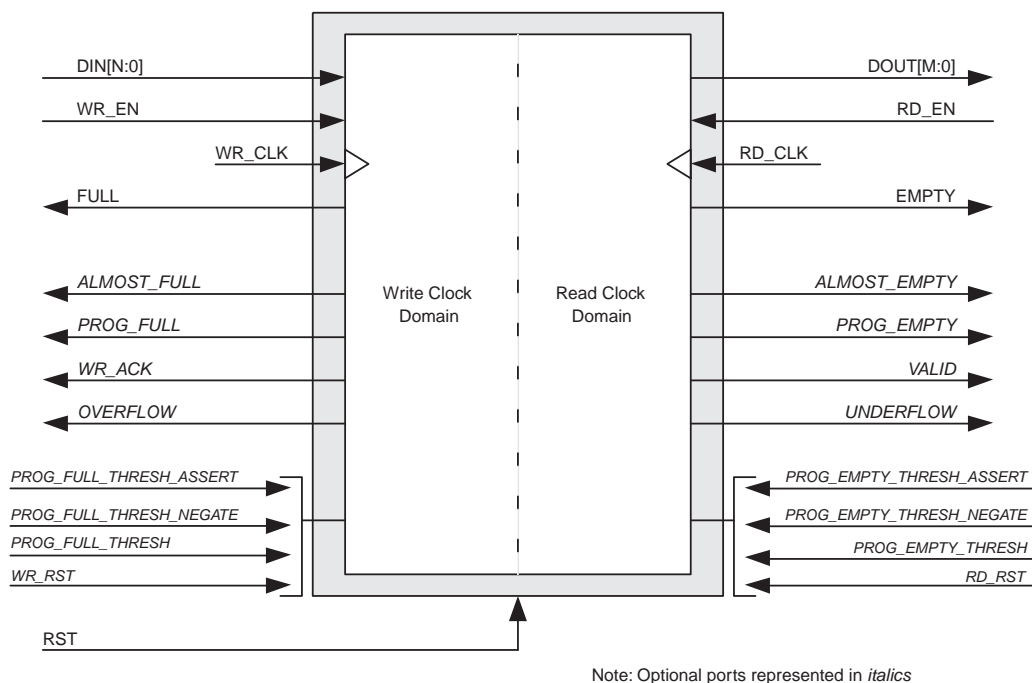 DIN[N:0]
WR_EN
WR_CLK
FULL
ALMOST_FULL
PROG_FULL
WR_ACK
OVERFLOW
PROG_FULL_THRESH_ASSERT
PROG_FULL_THRESH_NEGATE
PROG_FULL_THRESH
WR_RST
RST
Write Clock
Domain
Read Clock
Domain
DOUT[M:0]
RD_EN
RD_CLK
EMPTY
ALMOST_EMPTY
PROG_EMPTY
VALID
UNDERFLOW
PROG_EMPTY_THRESH_ASSERT
PROG_EMPTY_THRESH_NEGATE
PROG_EMPTY_THRESH
RD_RST
Note: Optional ports represented in italics